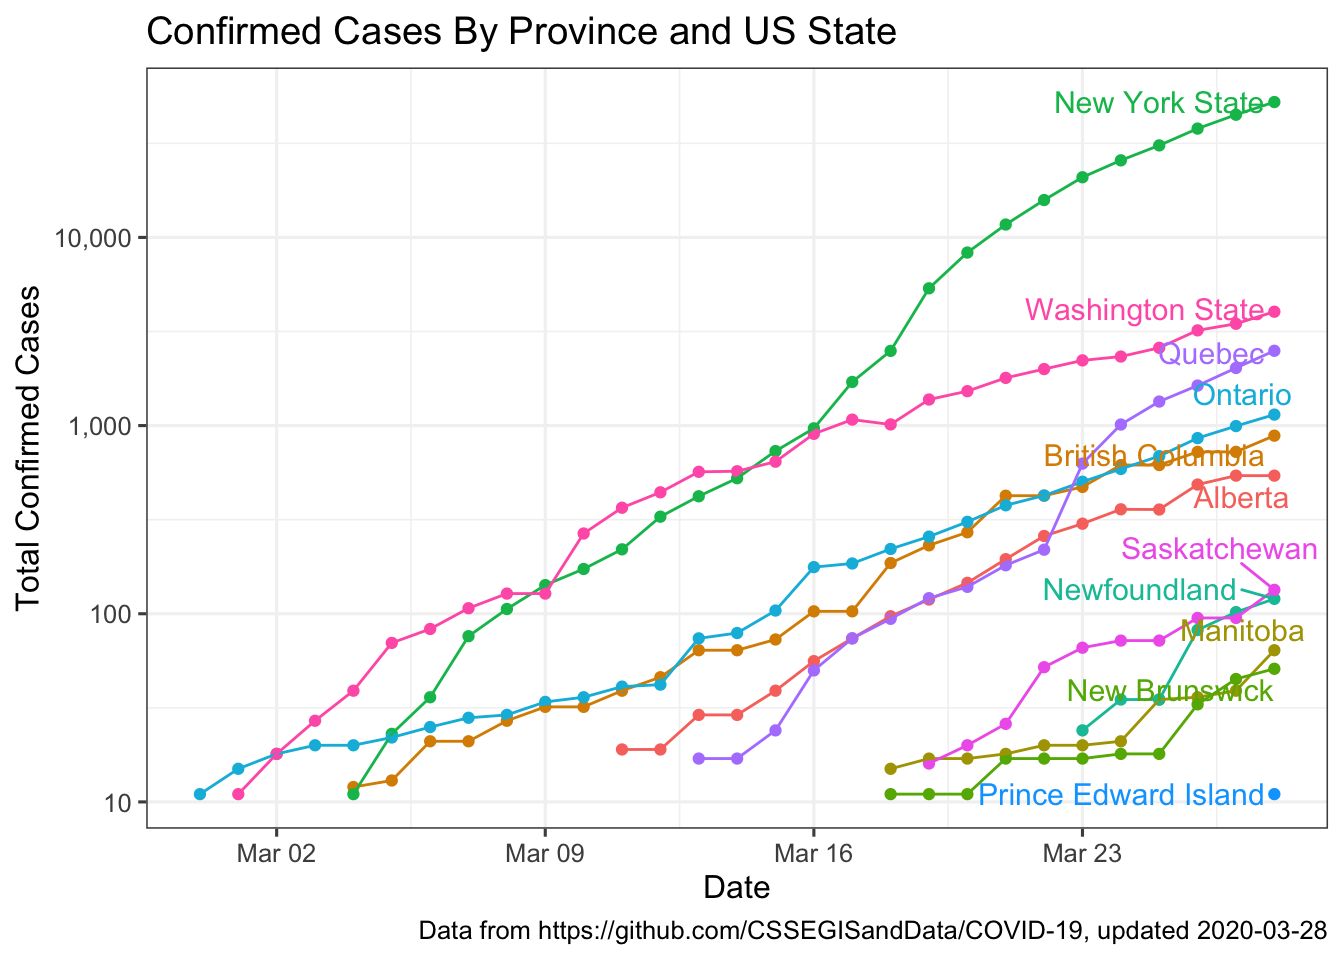 Confirmed Cases By Province and US State
New York State
10,000
Washington State
Quebec
Ontario
1,000
British Columbia
Alberta
Saskatchewan
Newfoundland
100
Manitoba
New Brunswick
Prince Edward Island
10
Total Confirmed Cases
Mar 02
Mar 09
Mar 16
Mar 23
Date
Data from https://github.com/CSSEGISandData/COVID-19, updated 2020-03-28